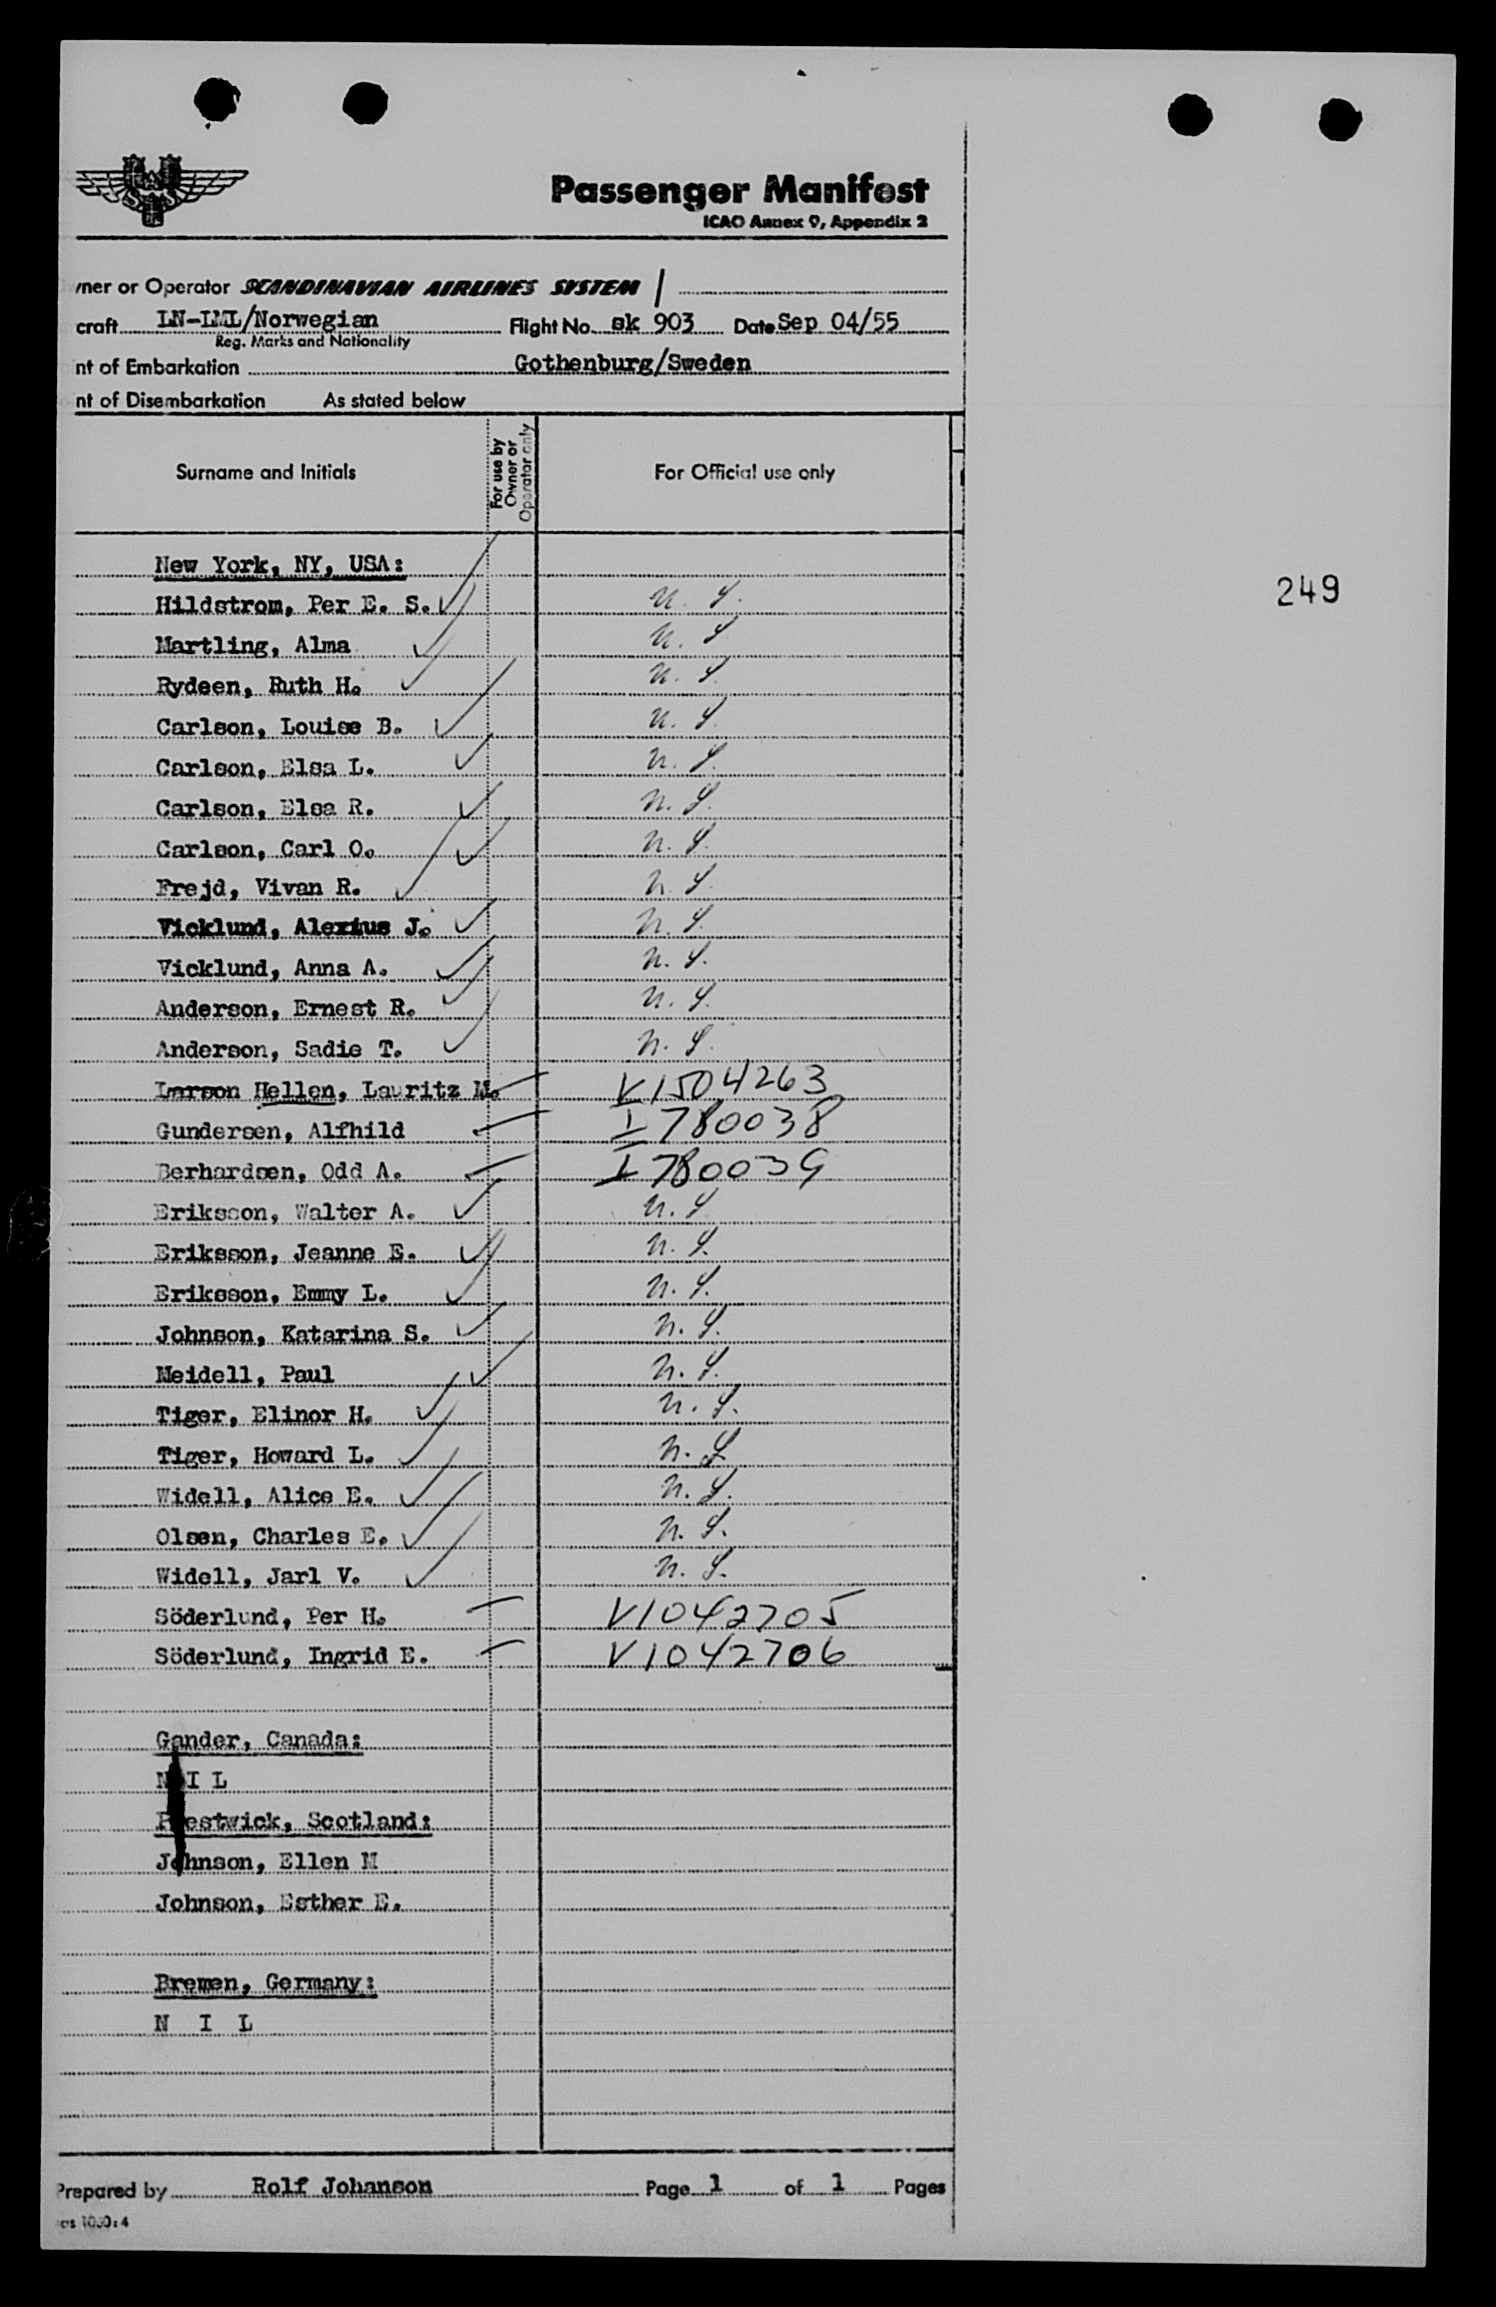 SAS
Passenger Manifest
ICAO Annex 9, Appendix 2
ner or Operator SCANDINAVIAN AIRLINES SYSTEM /
craft LN-LML/Norwegian Flight No. sk 903 Date Sep 04/55
Reg. Marks and Nationality
nt of Embarkation Gothenburg/Sweden
nt of Disembarkation As stated below
Surname and Initials For use by Owner or Operator only For Official use only
New York, NY, USA:
249
Hildstrom, Per E. S. n. S.
Martling, Alma n. S.
Rydeen, Ruth H. n. S.
Carlson, Louise B. n. S.
Carlson, Elsa L. n. S.
Carlson, Elsa R. n. S.
Carlson, Carl O. n. S.
Frejd, Vivan R. n. S.
Vicklund, Alexius J. n. S.
Vicklund, Anna A. n. S.
Anderson, Ernest R. n. S.
Anderson, Sadie T. n. S.
Larson Hellen, Lauritz M. V1504263
Gundersen, Alfhild I 780038
Berhardsen, Odd A. I 780039
Eriksson, Walter A. n. S.
Eriksson, Jeanne E. n. S.
Eriksson, Emmy L. n. S.
Johnson, Katarina S. n. S.
Meidell, Paul n. S.
Tiger, Elinor H. n. S.
Tiger, Howard L. n. S.
Widell, Alice E. n. S.
Olsen, Charles E. n. S.
Widell, Jarl V. n. S.
Söderlund, Per H. V1042705
Söderlund, Ingrid E. V1042706
Gander, Canada:
N I L
Prestwick, Scotland:
Johnson, Ellen M
Johnson, Esther E.
Bremen, Germany:
N I L
Prepared by Rolf Johanson Page 1 of 1 Pages